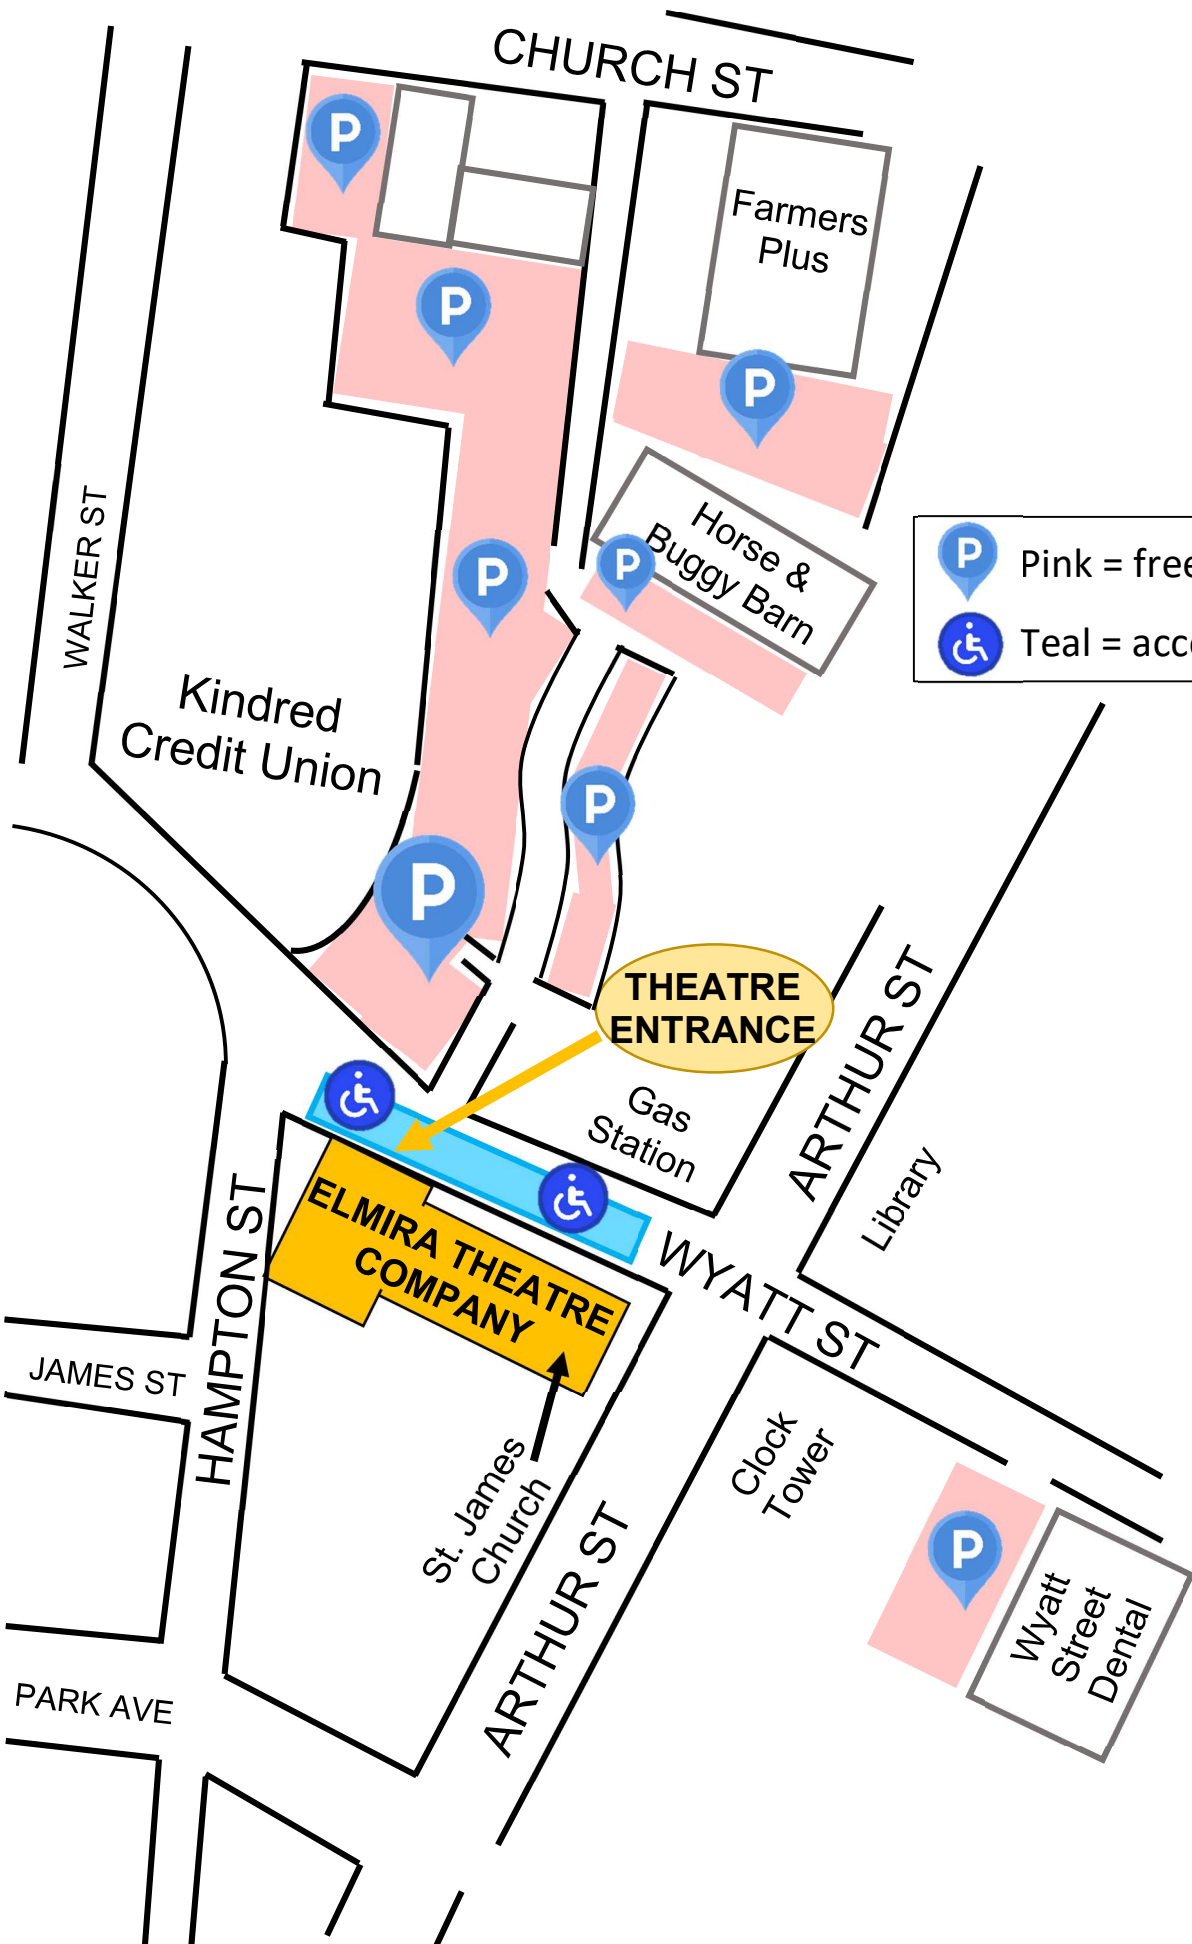 CHURCH ST
P
P
Farmers
Plus
P
WALKER ST
Horse &
Buggy Barn
P
P
P
Pink = free
Teal = acc
Kindred
Credit Union
P
P
THEATRE
ENTRANCE
ARTHUR ST
Gas
Station
Library
ELMIRA THEATRE
COMPANY
WYATT ST
HAMPTON ST
JAMES ST
St. James
Church
Clock
Tower
ARTHUR ST
P
Wyatt
Street
Dental
PARK AVE